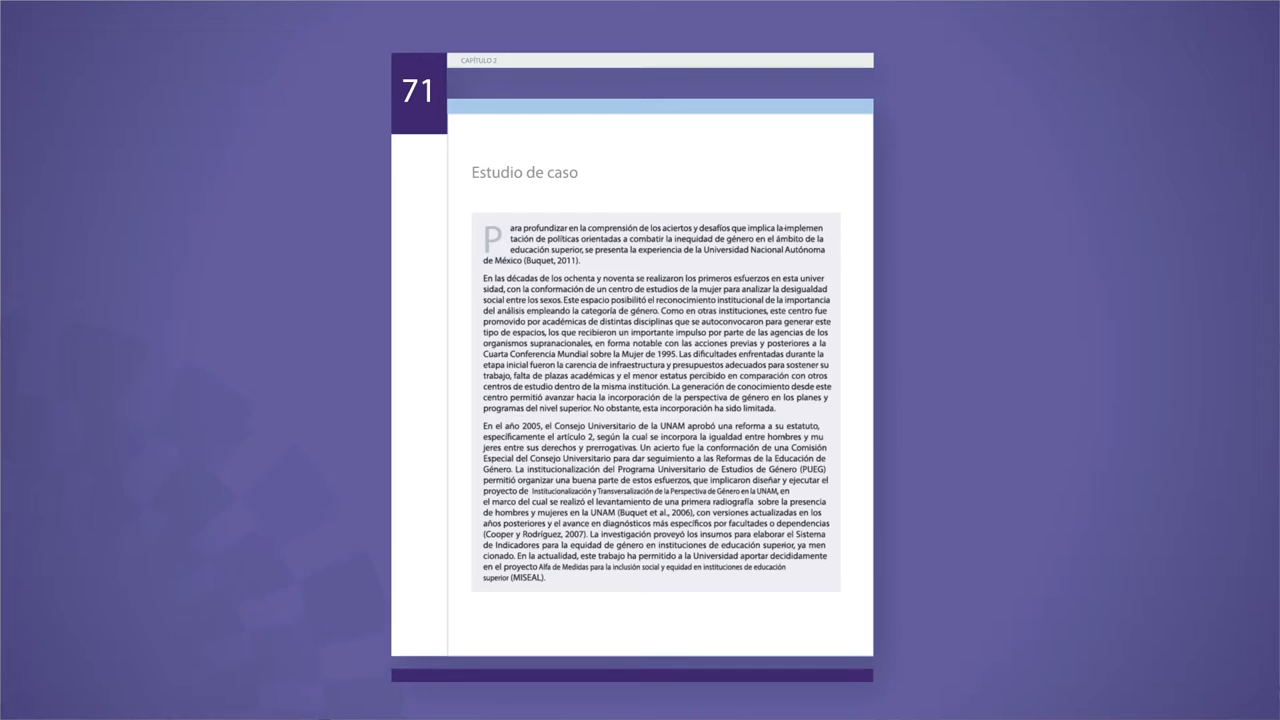 71
CAPÍTULO 2
Estudio de caso
Para profundizar en la comprensión de los aciertos y desafíos que implica la implemen
tación de políticas orientadas a combatir la inequidad de género en el ámbito de la
educación superior, se presenta la experiencia de la Universidad Nacional Autónoma
de México (Buquet, 2011).
En las décadas de los ochenta y noventa se realizaron los primeros esfuerzos en esta univer
sidad, con la conformación de un centro de estudios de la mujer para analizar la desigualdad
social entre los sexos. Este espacio posibilitó el reconocimiento institucional de la importancia
del análisis empleando la categoría de género. Como en otras instituciones, este centro fue
promovido por académicas de distintas disciplinas que se autoconvocaron para generar este
tipo de espacios, los que recibieron un importante impulso por parte de las agencias de los
organismos supranacionales, en forma notable con las acciones previas y posteriores a la
Cuarta Conferencia Mundial sobre la Mujer de 1995. Las dificultades enfrentadas durante la
etapa inicial fueron la carencia de infraestructura y presupuestos adecuados para sostener su
trabajo, falta de plazas académicas y el menor estatus percibido en comparación con otros
centros de estudio dentro de la misma institución. La generación de conocimiento desde este
centro permitió avanzar hacia la incorporación de la perspectiva de género en los planes y
programas del nivel superior. No obstante, esta incorporación ha sido limitada.
En el año 2005, el Consejo Universitario de la UNAM aprobó una reforma a su estatuto,
específicamente el artículo 2, según la cual se incorpora la igualdad entre hombres y mu
jeres entre sus derechos y prerrogativas. Un acierto fue la conformación de una Comisión
Especial del Consejo Universitario para dar seguimiento a las Reformas de la Educación de
Género. La institucionalización del Programa Universitario de Estudios de Género (PUEG)
permitió organizar una buena parte de estos esfuerzos, que implicaron diseñar y ejecutar el
proyecto de Institucionalización y Transversalización de la Perspectiva de Género en la UNAM, en
el marco del cual se realizó el levantamiento de una primera radiografía sobre la presencia
de hombres y mujeres en la UNAM (Buquet et al., 2006), con versiones actualizadas en los
años posteriores y el avance en diagnósticos más específicos por facultades o dependencias
(Cooper y Rodríguez, 2007). La investigación proveyó los insumos para elaborar el Sistema
de Indicadores para la equidad de género en instituciones de educación superior, ya men
cionado. En la actualidad, este trabajo ha permitido a la Universidad aportar decididamente
en el proyecto Alfa de Medidas para la inclusión social y equidad en instituciones de educación
superior (MISEAL).